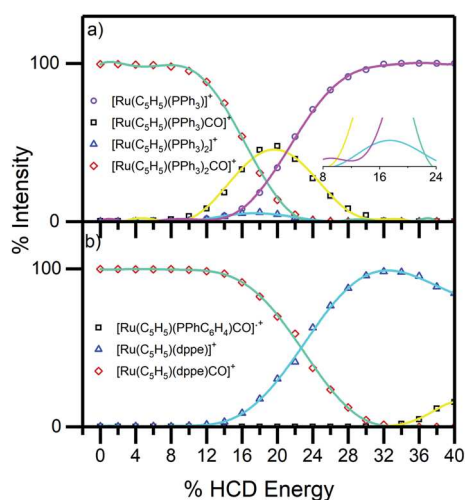 a)
100
[Ru(C₅H₅)(PPh₃)]⁺
[Ru(C₅H₅)(PPh₃)CO]⁺
[Ru(C₅H₅)(PPh₃)₂]⁺
[Ru(C₅H₅)(PPh₃)₂CO]⁺
8 16 24
0
% Intensity
b)
100
[Ru(C₅H₅)(PPhC₆H₄)CO]·⁺
[Ru(C₅H₅)(dppe)]⁺
[Ru(C₅H₅)(dppe)CO]⁺
0
0 4 8 12 16 20 24 28 32 36 40
% HCD Energy